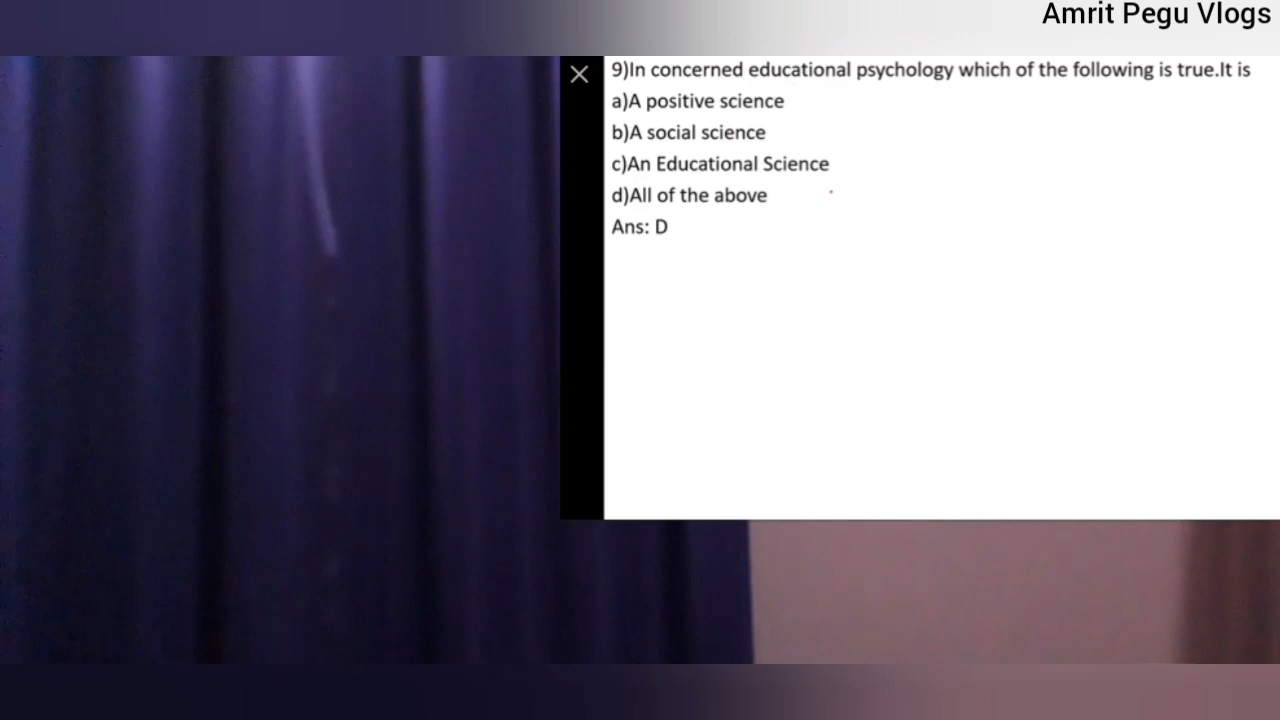 Amrit Pegu Vlogs
9)In concerned educational psychology which of the following is true.It is
a)A positive science
b)A social science
c)An Educational Science
d)All of the above
Ans: D